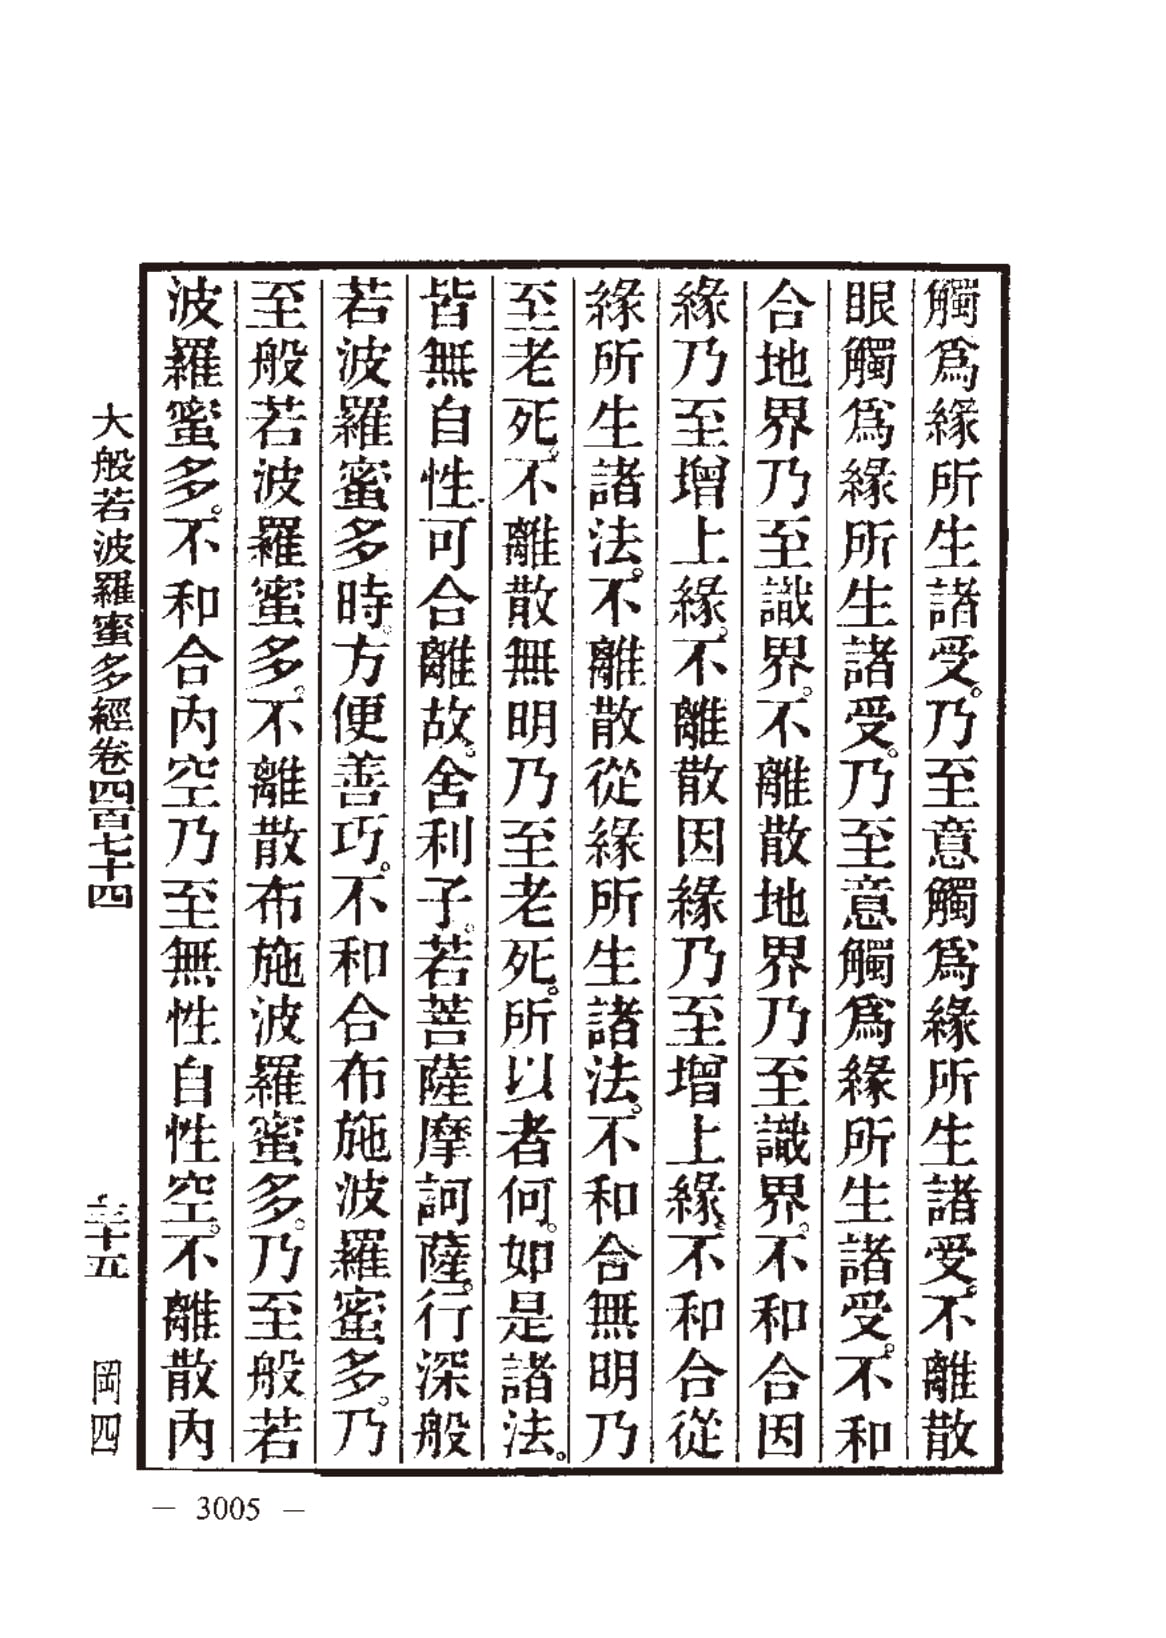 觸爲緣所生諸受。乃至意觸爲緣所生諸受。不離散
眼觸爲緣所生諸受。乃至意觸爲緣所生諸受。不和
合地界乃至識界。不離散地界乃至識界。不和合因
緣乃至增上緣。不離散因緣乃至增上緣。不和合從
緣所生諸法。不離散從緣所生諸法。不和合無明乃
至老死。不離散無明乃至老死。所以者何。如是諸法。
皆無自性。可合離故。舍利子。若菩薩摩訶薩。行深般
若波羅蜜多時。方便善巧。不和合布施波羅蜜多。乃
至般若波羅蜜多。不離散布施波羅蜜多。乃至般若
波羅蜜多。不和合內空乃至無性自性空。不離散內
大般若波羅蜜多經卷四百七十四 二十五 岡四
— 3005 —